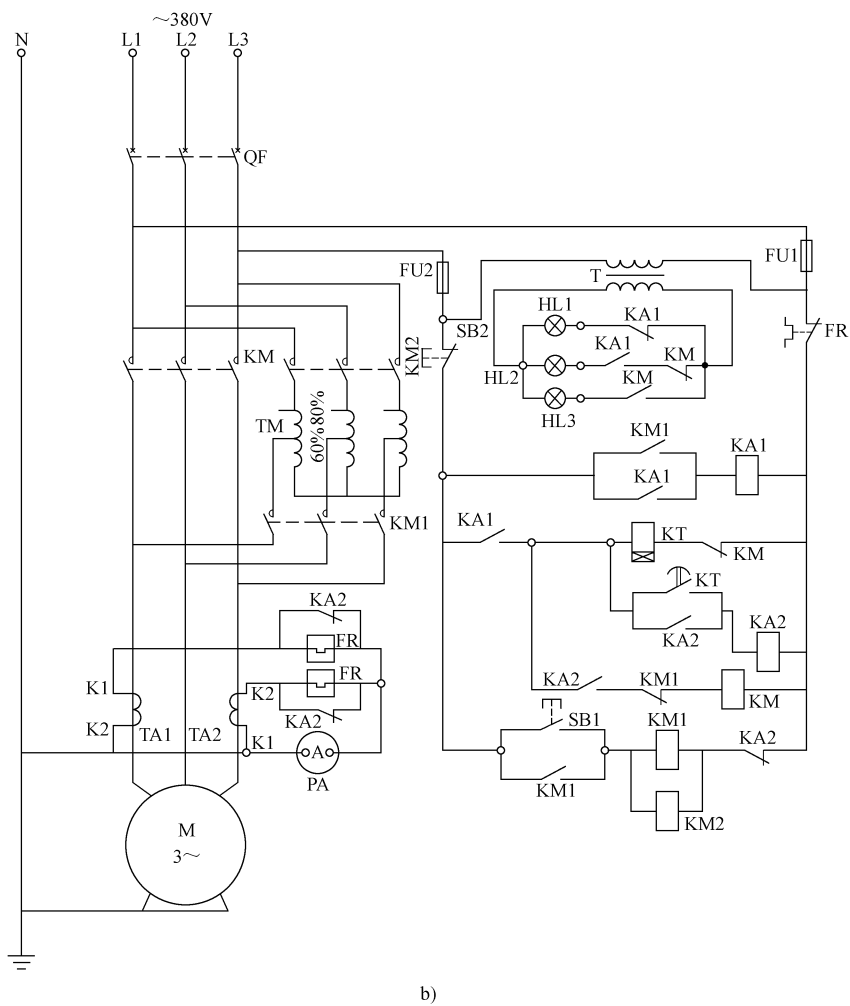 ～380V
N
L1
L2
L3
QF
FU1
FU2
T
HL1
KA1
SB2
KM2
FR
KA1
KM
KM
HL2
KM
HL3
TM
60%80%
KM1
KA1
KA1
KM1
KA1
KT
KM
KT
KA2
KA2
KA2
FR
FR
K1
K2
KA2
KM1
KM
K2
TA1
TA2
K1
KA2
A
PA
SB1
KM1
KM1
KA2
KM2
M
3～
b)